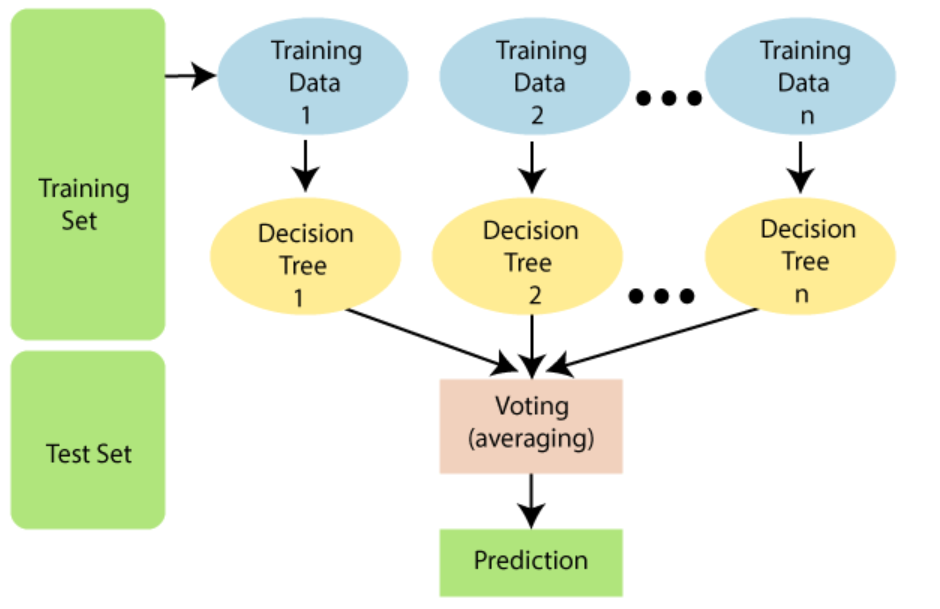 Training
Set
Test Set
Training
Data
1
Training
Data
2
Training
Data
n
Decision
Tree
1
Decision
Tree
2
Decision
Tree
n
Voting
(averaging)
Prediction